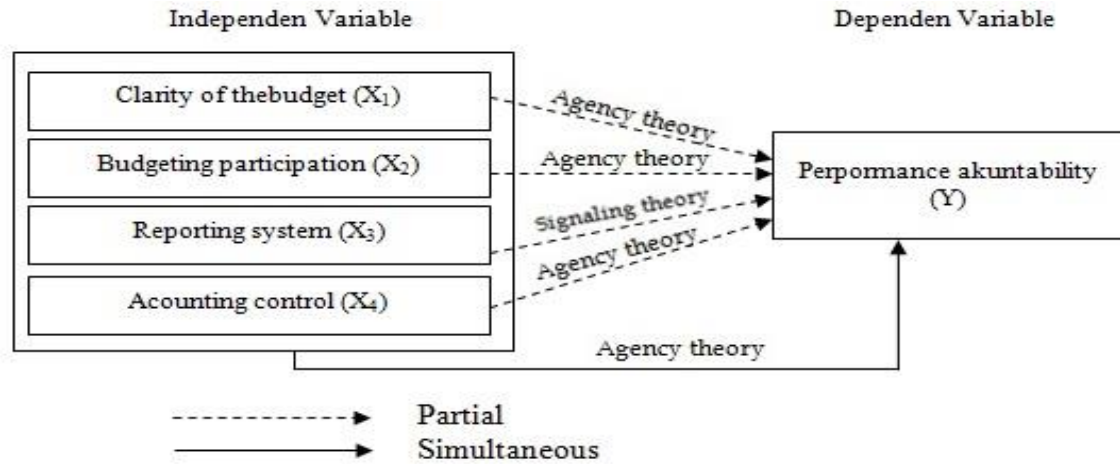 Independen Variable
Dependen Variable
Clarity of thebudget (X₁)
Budgeting participation (X₂)
Reporting system (X₃)
Acounting control (X₄)
Agency theory
Agency theory
Signaling theory
Agency theory
Perpormance akuntability
(Y)
Agency theory
Partial
Simultaneous